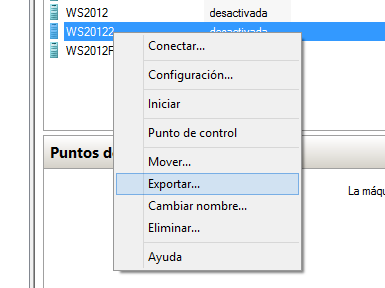 WS2012 desactivada
WS20122 desactivada
WS2012F
Conectar...
Configuración...
Iniciar
Punto de control
Mover...
Exportar...
Cambiar nombre...
Eliminar...
Ayuda
Puntos d
La máqu